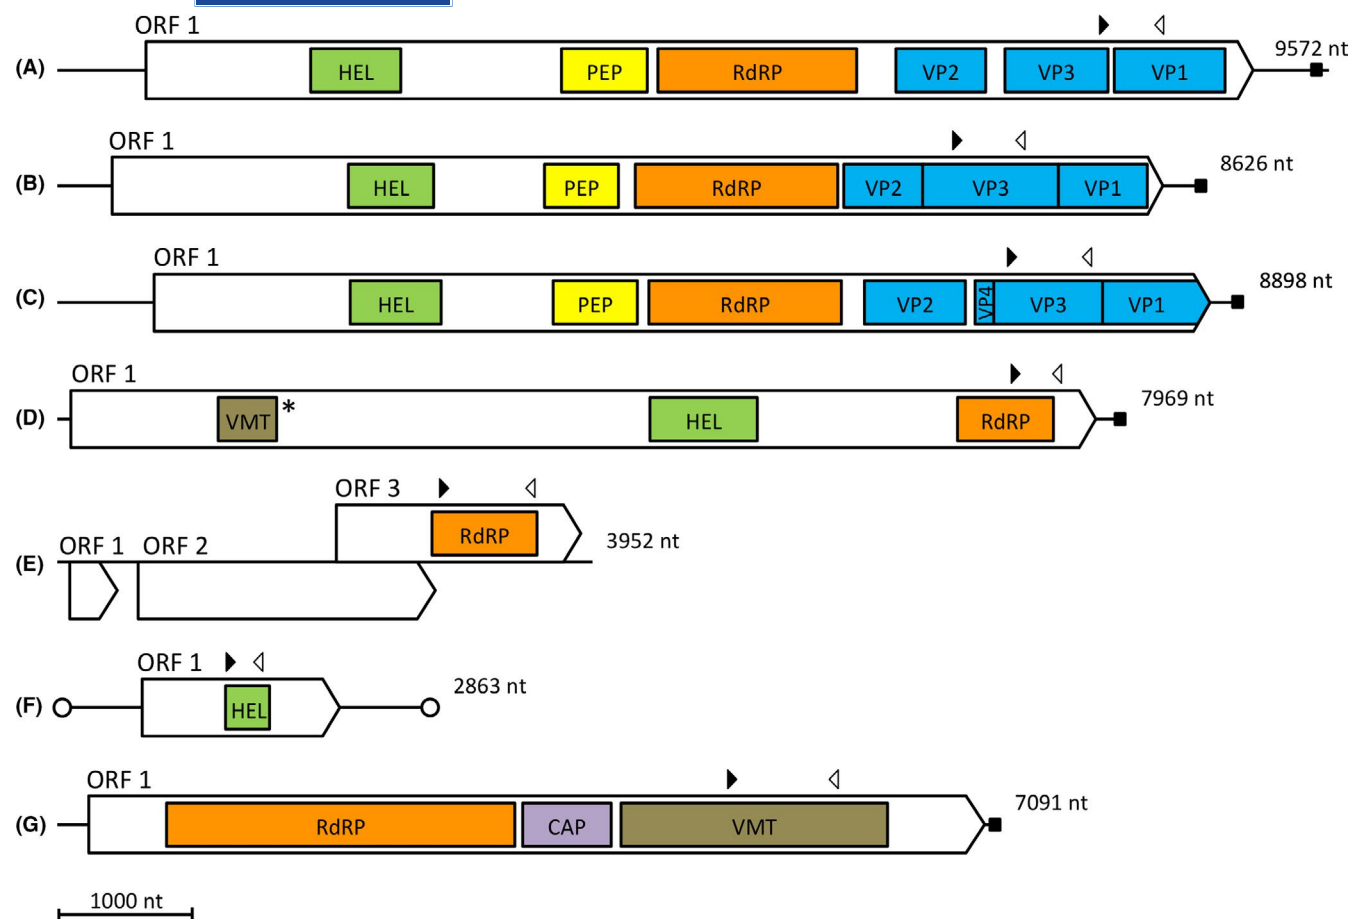 ORF 1
(A) HEL PEP RdRP VP2 VP3 VP1 9572 nt
ORF 1
(B) HEL PEP RdRP VP2 VP3 VP1 8626 nt
ORF 1
(C) HEL PEP RdRP VP2 VP4 VP3 VP1 8898 nt
ORF 1
(D) VMT * HEL RdRP 7969 nt
ORF 3
(E) ORF 1 ORF 2 RdRP 3952 nt
ORF 1
(F) HEL 2863 nt
ORF 1
(G) RdRP CAP VMT 7091 nt
1000 nt